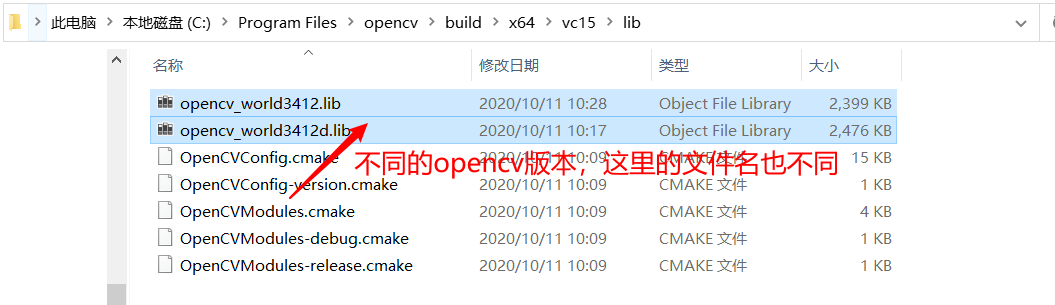 此电脑 > 本地磁盘 (C:) > Program Files > opencv > build > x64 > vc15 > lib
名称 修改日期 类型 大小
opencv_world3412.lib 2020/10/11 10:28 Object File Library 2,399 KB
opencv_world3412d.lib 2020/10/11 10:17 Object File Library 2,476 KB
OpenCVConfig.cmake 2020/10/11 10:09 CMAKE 文件 15 KB
不同的opencv版本，这里的文件名也不同
OpenCVConfig-version.cmake 2020/10/11 10:09 CMAKE 文件 1 KB
OpenCVModules.cmake 2020/10/11 10:09 CMAKE 文件 4 KB
OpenCVModules-debug.cmake 2020/10/11 10:09 CMAKE 文件 1 KB
OpenCVModules-release.cmake 2020/10/11 10:09 CMAKE 文件 1 KB